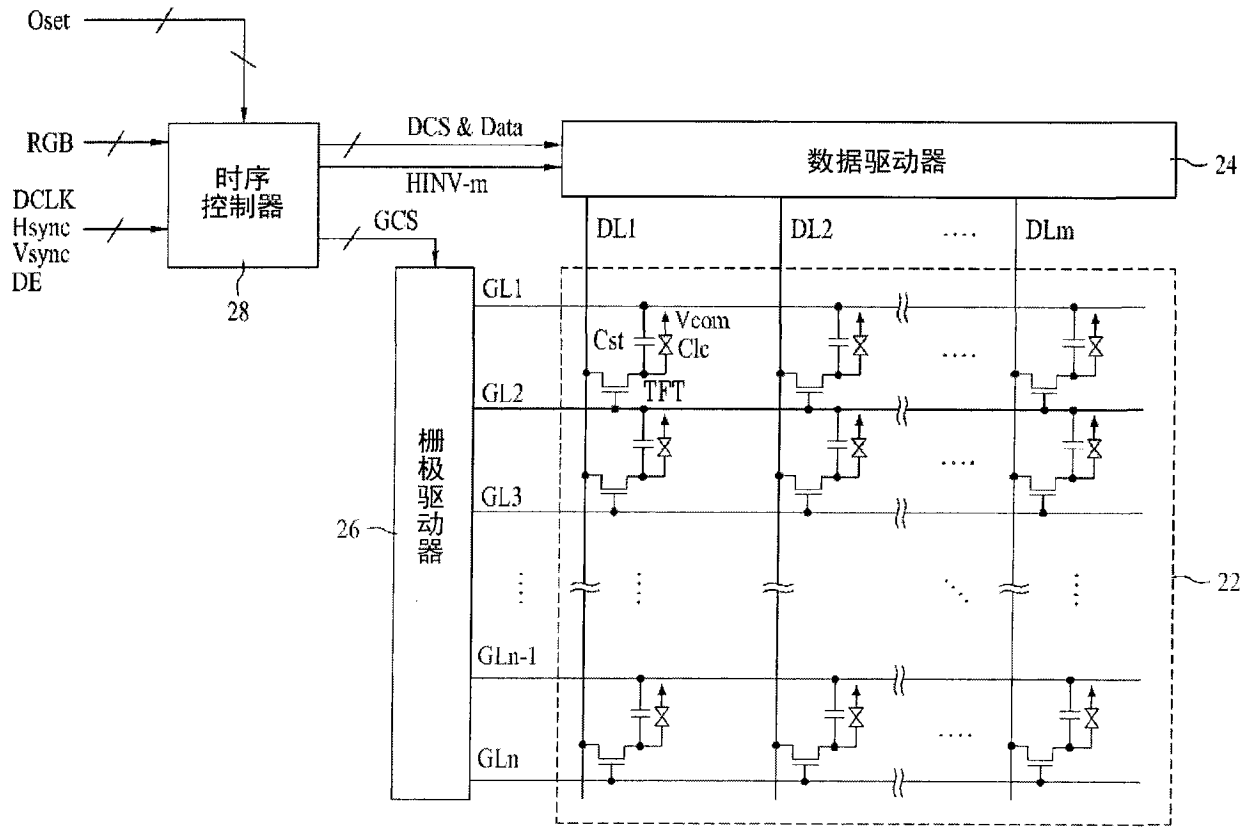 Oset
RGB
DCLK
Hsync
Vsync
DE
时序
控制器
28
DCS & Data
HINV-m
GCS
数据驱动器
24
DL1
DL2
....
DLm
GL1
Vcom
Cst
Clc
....
TFT
GL2
....
GL3
栅极驱动器
26
22
GLn-1
....
GLn